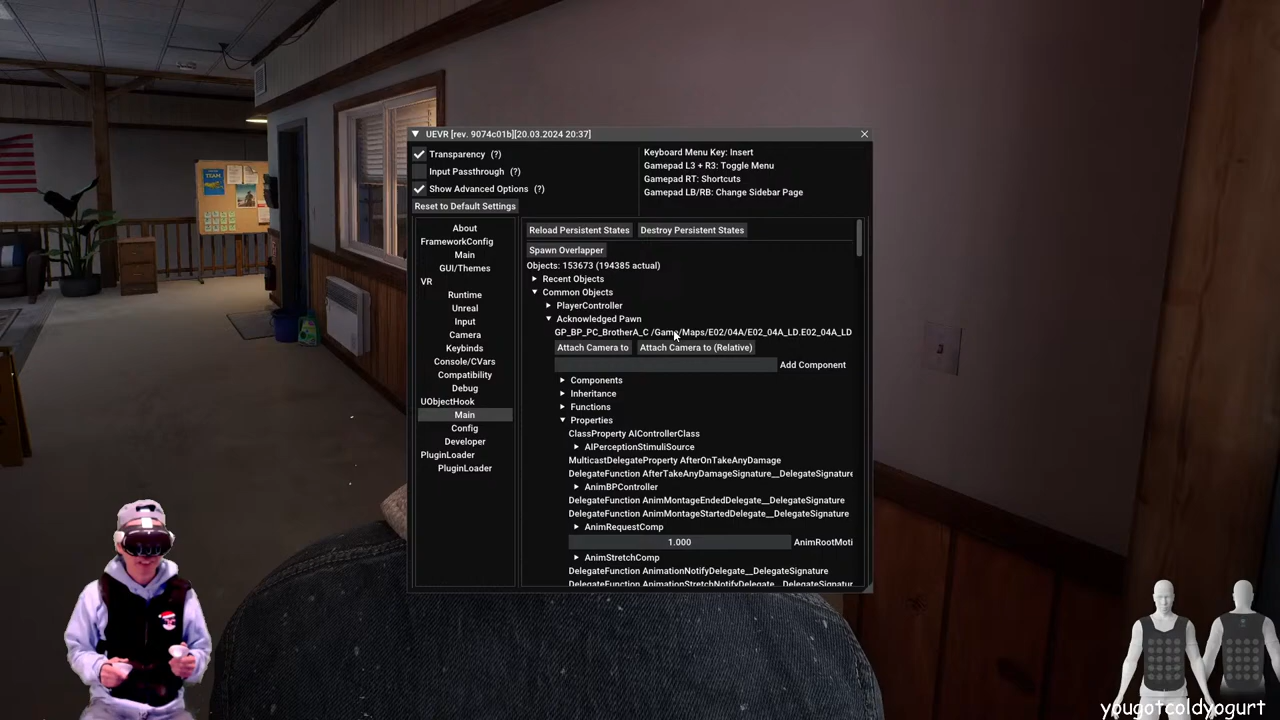 UEVR [rev. 9074c01b][20.03.2024 20:37]
Transparency (?)
Input Passthrough (?)
Show Advanced Options (?)
Reset to Default Settings
Keyboard Menu Key: Insert
Gamepad L3 + R3: Toggle Menu
Gamepad RT: Shortcuts
Gamepad LB/RB: Change Sidebar Page
About
FrameworkConfig
Main
GUI/Themes
VR
Runtime
Unreal
Input
Camera
Keybinds
Console/CVars
Compatibility
Debug
UObjectHook
Main
Config
Developer
PluginLoader
PluginLoader
Reload Persistent States Destroy Persistent States
Spawn Overlapper
Objects: 153673 (194385 actual)
Recent Objects
Common Objects
PlayerController
Acknowledged Pawn
GP_BP_PC_BrotherA_C /Game/Maps/E02/04A/E02_04A_LD.E02_04A_LD
Attach Camera to Attach Camera to (Relative)
Add Component
Components
Inheritance
Functions
Properties
ClassProperty AIControllerClass
AIPerceptionStimuliSource
MulticastDelegateProperty AfterOnTakeAnyDamage
DelegateFunction AfterTakeAnyDamageSignature__DelegateSignature
AnimBPController
DelegateFunction AnimMontageEndedDelegate__DelegateSignature
DelegateFunction AnimMontageStartedDelegate__DelegateSignature
AnimRequestComp
1.000 AnimRootMoti
AnimStretchComp
DelegateFunction AnimationNotifyDelegate__DelegateSignature
DelegateFunction AnimationStretchNotifyDelegate__DelegateSignature
TEAM
yougotcoldyogurt